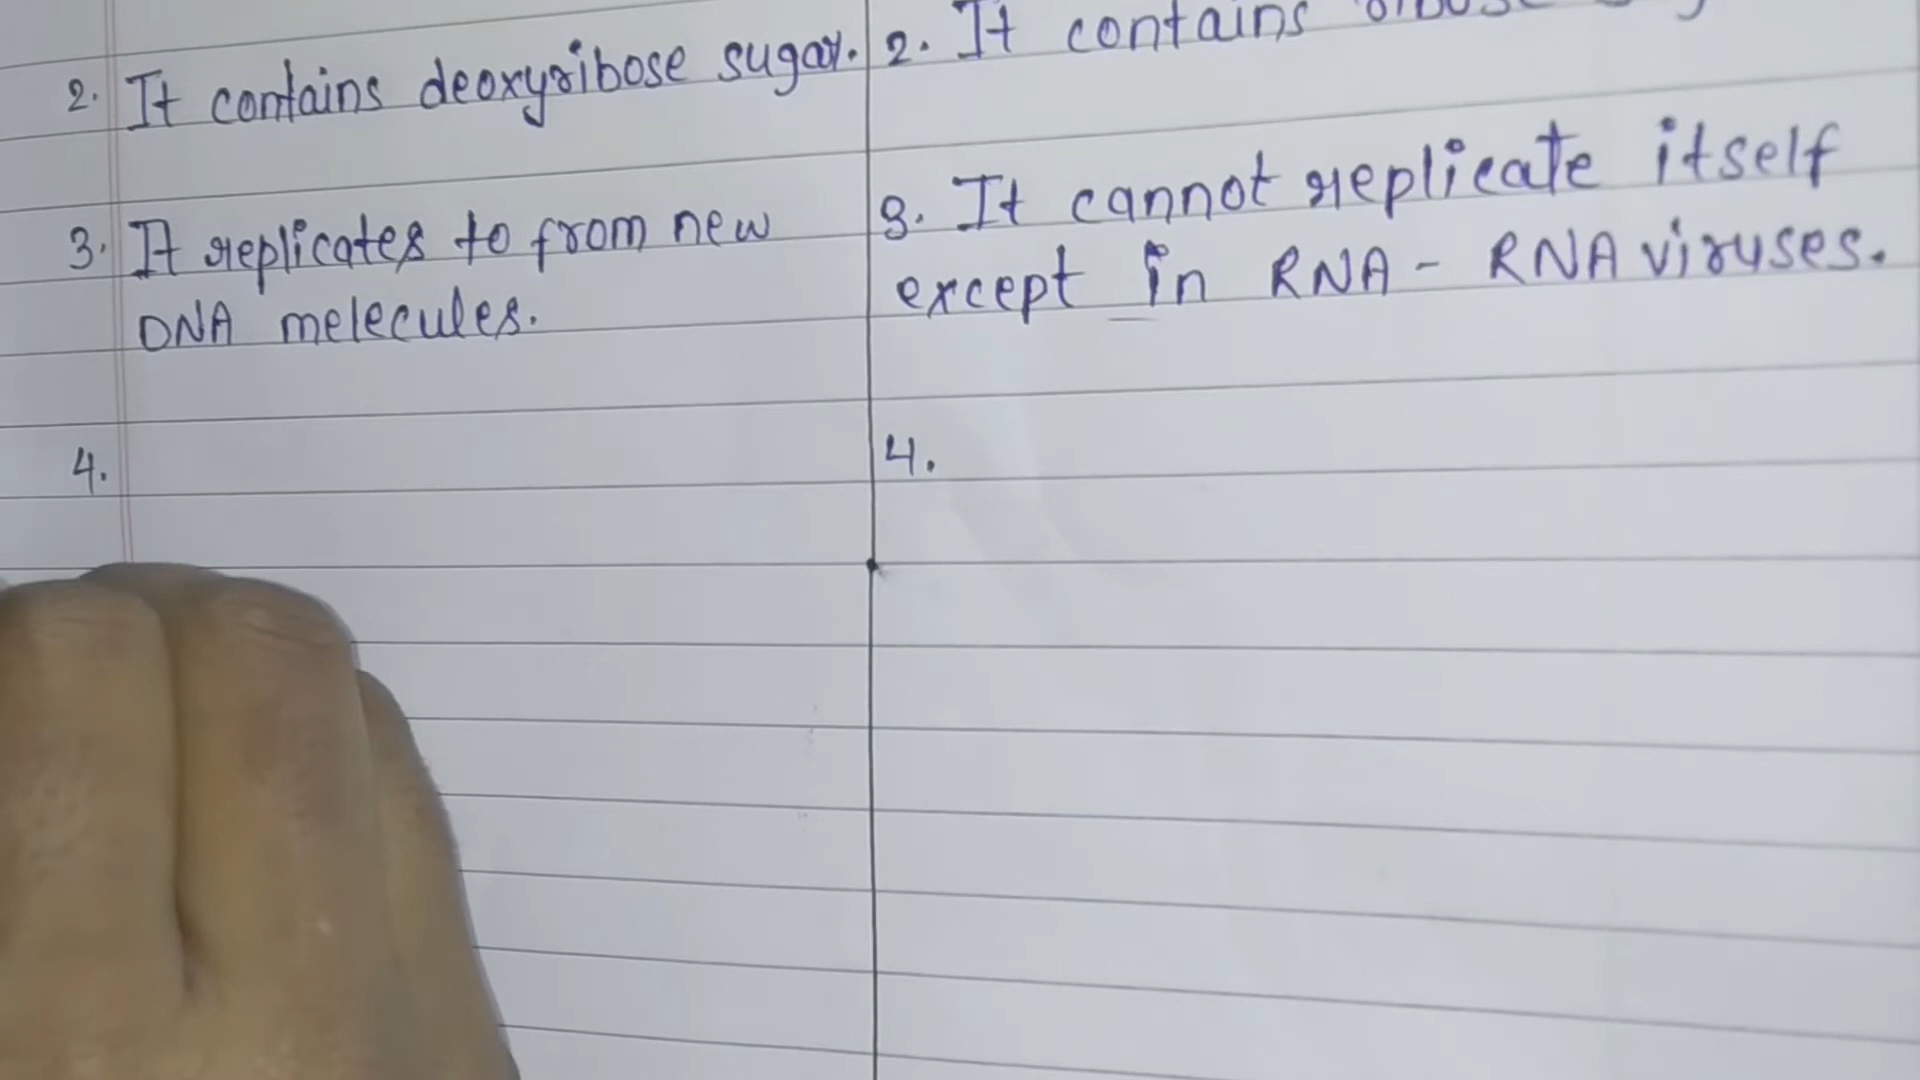 2. It contains deoxyribose sugar.
3. It replicates to from new
DNA melecules.
4.
2. It contains
3. It cannot replicate itself
except in RNA - RNA viruses.
4.